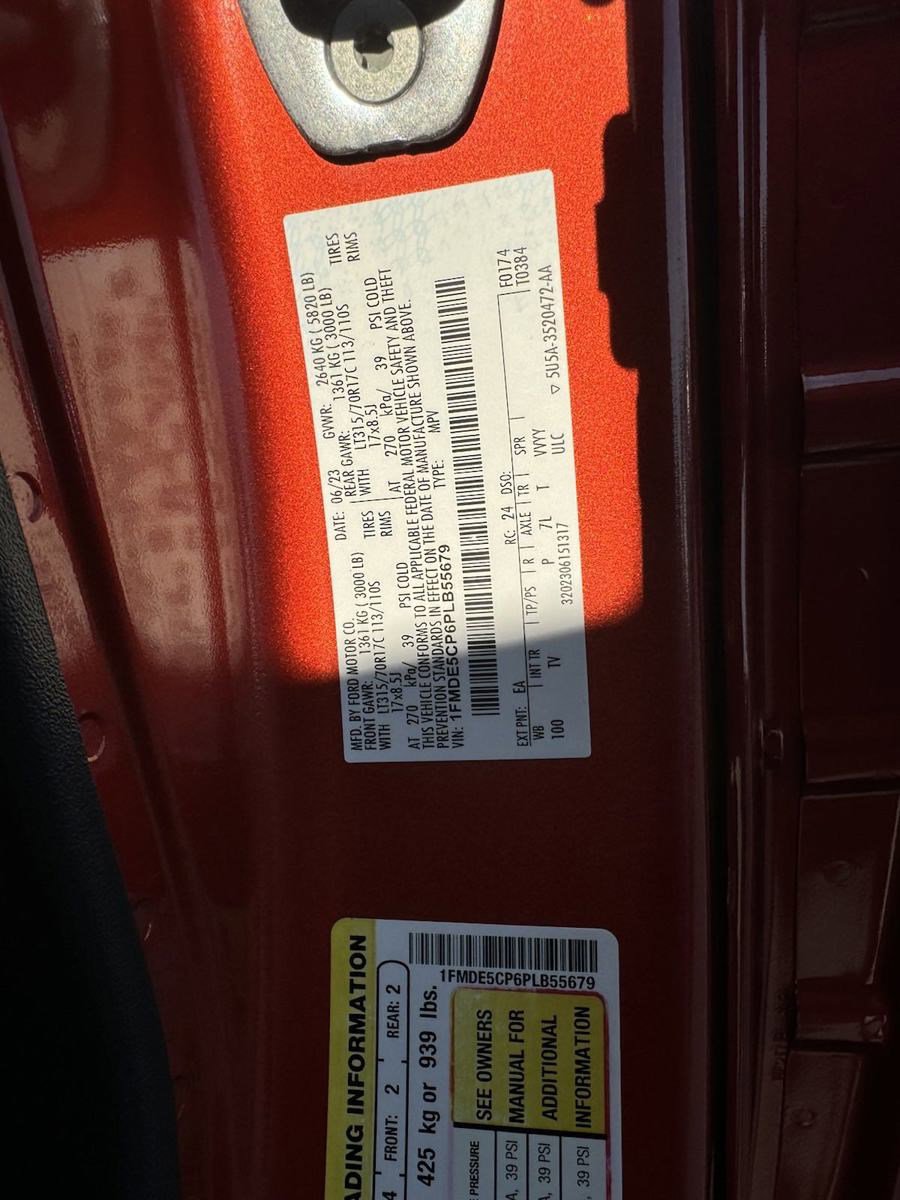 MFD. BY FORD MOTOR CO. DATE: 06/23 GVWR: 2640 KG ( 5820 LB)
FRONT GAWR: 1361 KG ( 3000 LB) REAR GAWR: 1361 KG ( 3000 LB)
WITH LT315/70R17C 113/110S TIRES WITH LT315/70R17C 113/110S TIRES
17x8.5J RIMS 17x8.5J RIMS
AT 270 kPa/ 39 PSI COLD AT 270 kPa/ 39 PSI COLD
THIS VEHICLE CONFORMS TO ALL APPLICABLE FEDERAL MOTOR VEHICLE SAFETY AND THEFT
PREVENTION STANDARDS IN EFFECT ON THE DATE OF MANUFACTURE SHOWN ABOVE.
VIN: 1FMDE5CP6PLB55679 TYPE: MPV
EXT PNT: EA RC: 24 DSO: F0174
WB INT TR TP/PS R AXLE TR SPR T0384
100 TV P 7L T VVYY
3202306151317 ULC ▽ 5U5A-3520472-AA
ADING INFORMATION
4 FRONT: 2 REAR: 2
425 kg or 939 lbs.
1FMDE5CP6PLB55679
PRESSURE
, 39 PSI
, 39 PSI
, 39 PSI
SEE OWNERS
MANUAL FOR
ADDITIONAL
INFORMATION